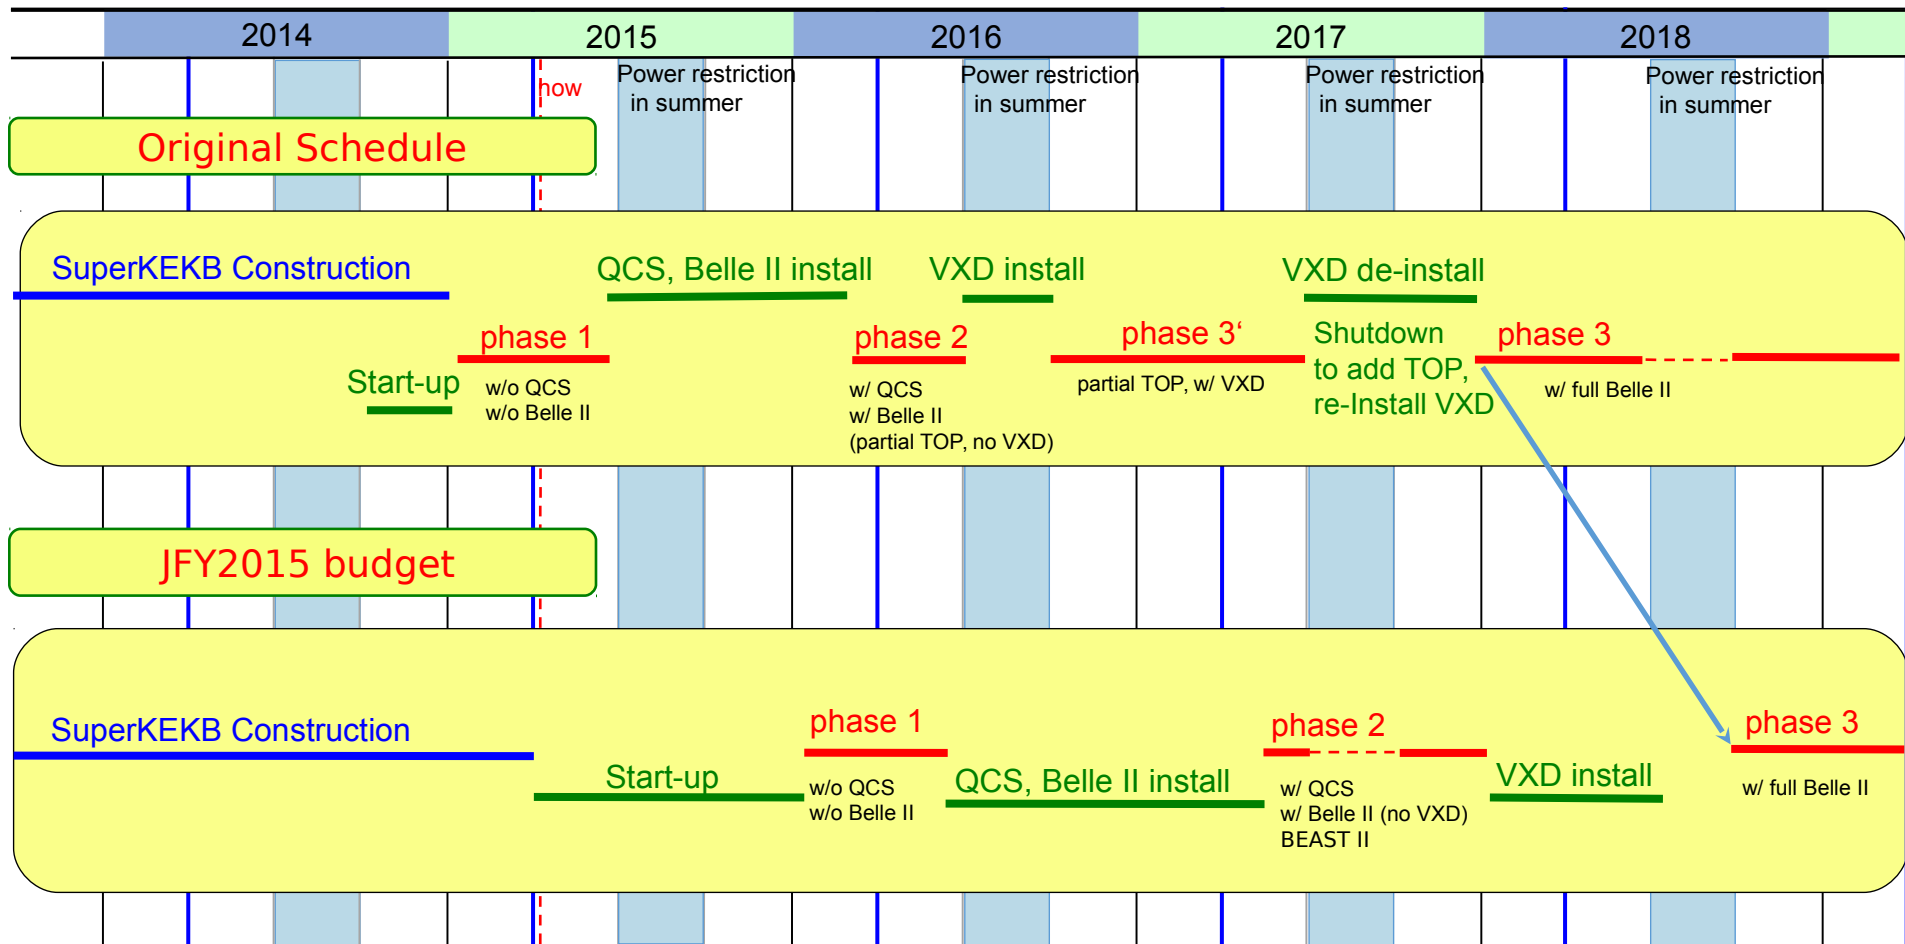 2014 2015 2016 2017 2018
Power restriction
in summer
Power restriction
in summer
Power restriction
in summer
Power restriction
in summer
how
Original Schedule
SuperKEKB Construction
QCS, Belle II install
VXD install
VXD de-install
phase 1
phase 2
phase 3‘
Shutdown
to add TOP,
re-Install VXD
phase 3
Start-up
w/o QCS
w/o Belle II
w/ QCS
w/ Belle II
(partial TOP, no VXD)
partial TOP, w/ VXD
w/ full Belle II
JFY2015 budget
SuperKEKB Construction
Start-up
phase 1
w/o QCS
w/o Belle II
QCS, Belle II install
phase 2
w/ QCS
w/ Belle II (no VXD)
BEAST II
VXD install
phase 3
w/ full Belle II